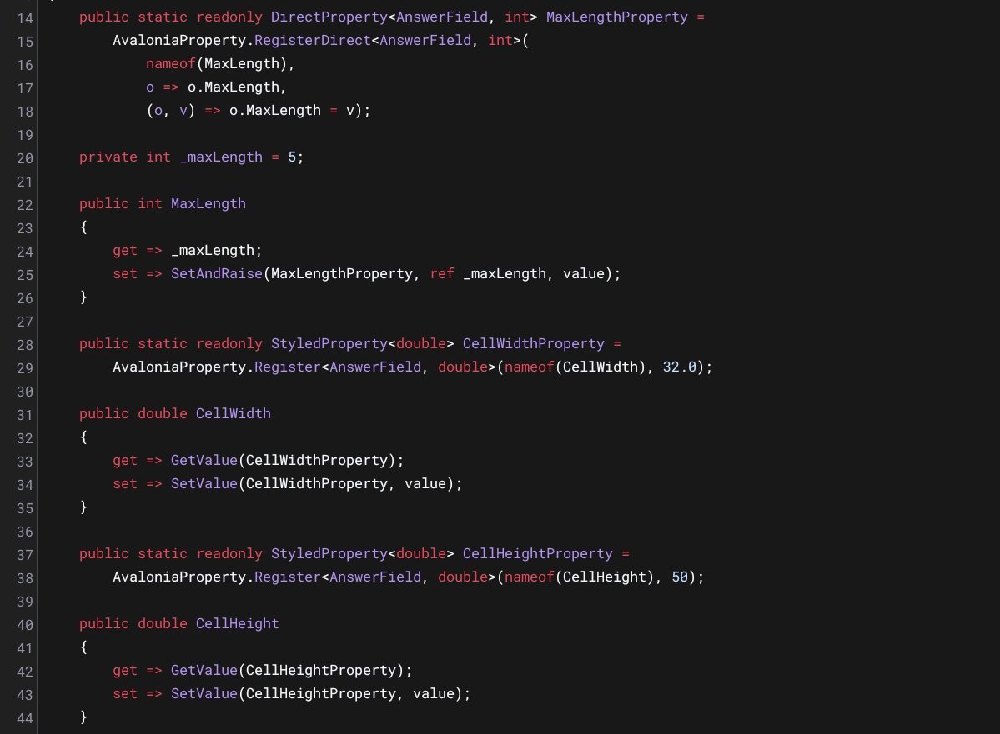 14 public static readonly DirectProperty<AnswerField, int> MaxLengthProperty =
15 AvaloniaProperty.RegisterDirect<AnswerField, int>(
16 nameof(MaxLength),
17 o => o.MaxLength,
18 (o, v) => o.MaxLength = v);
19
20 private int _maxLength = 5;
21
22 public int MaxLength
23 {
24 get => _maxLength;
25 set => SetAndRaise(MaxLengthProperty, ref _maxLength, value);
26 }
27
28 public static readonly StyledProperty<double> CellWidthProperty =
29 AvaloniaProperty.Register<AnswerField, double>(nameof(CellWidth), 32.0);
30
31 public double CellWidth
32 {
33 get => GetValue(CellWidthProperty);
34 set => SetValue(CellWidthProperty, value);
35 }
36
37 public static readonly StyledProperty<double> CellHeightProperty =
38 AvaloniaProperty.Register<AnswerField, double>(nameof(CellHeight), 50);
39
40 public double CellHeight
41 {
42 get => GetValue(CellHeightProperty);
43 set => SetValue(CellHeightProperty, value);
44 }